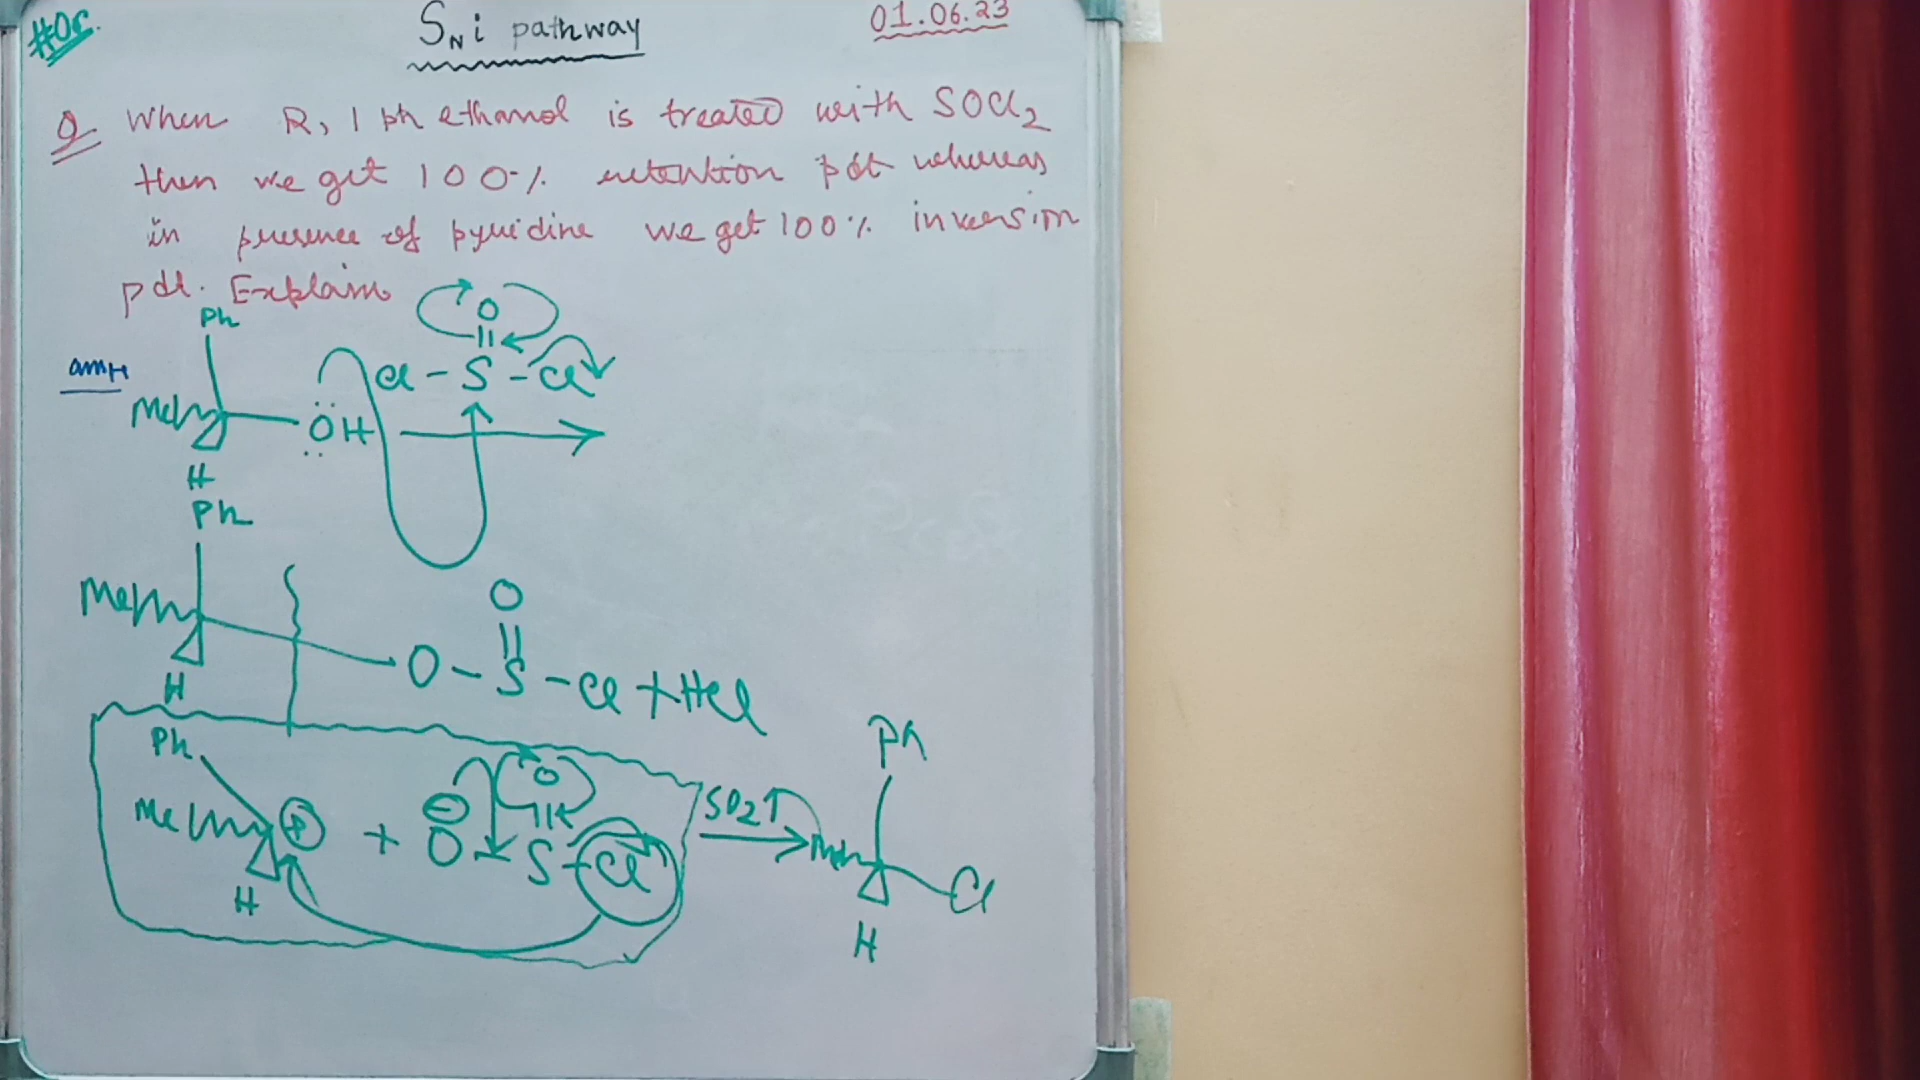 #Oc.
SNi pathway
01.06.23
Q When R, 1 ph ethanol is treated with SOCl2
then we get 100% retention pdt whereas
in presence of pyridine we get 100% inversion
pdt. Explain
Ph
O
ans
Cl - S - Cl
Me
OH
H
Ph
O
Me
O - S - Cl + HCl
H
Ph
Ph
O
SO2↑
Me ⊕ + ⊖ O S - Cl
Cl
H
H